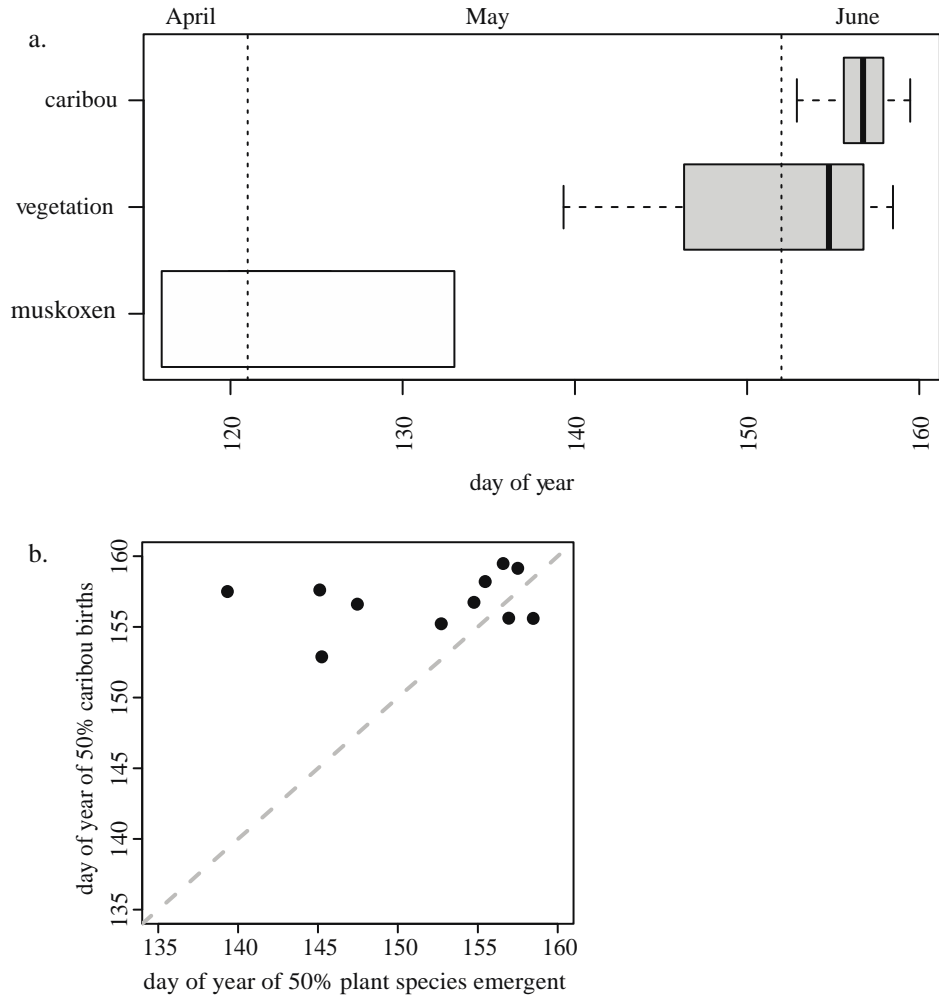 April May June
a.
caribou
vegetation
muskoxen
120 130 140 150 160
day of year
b.
day of year of 50% caribou births
160
155
150
145
140
135
135 140 145 150 155 160
day of year of 50% plant species emergent